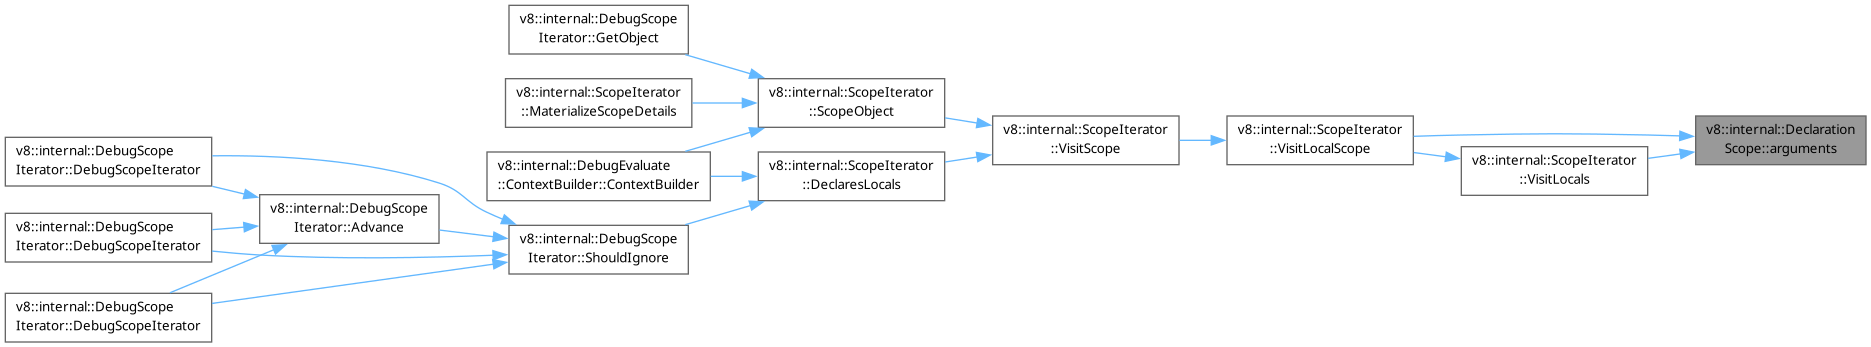 v8::internal::DebugScope
Iterator::GetObject
v8::internal::ScopeIterator
::MaterializeScopeDetails
v8::internal::ScopeIterator
::ScopeObject
v8::internal::ScopeIterator
::VisitScope
v8::internal::ScopeIterator
::VisitLocalScope
v8::internal::Declaration
Scope::arguments
v8::internal::DebugScope
Iterator::DebugScopeIterator
v8::internal::DebugEvaluate
::ContextBuilder::ContextBuilder
v8::internal::ScopeIterator
::DeclaresLocals
v8::internal::ScopeIterator
::VisitLocals
v8::internal::DebugScope
Iterator::Advance
v8::internal::DebugScope
Iterator::DebugScopeIterator
v8::internal::DebugScope
Iterator::ShouldIgnore
v8::internal::DebugScope
Iterator::DebugScopeIterator